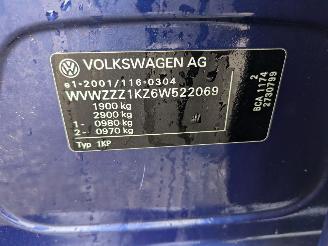 VOLKSWAGEN AG
e1-2001/116-0304
WVWZZZ1KZ6W522069
1900 kg
2900 kg
1- 0980 kg
2- 0970 kg
Typ 1KP
2
BCA 1174
2730799